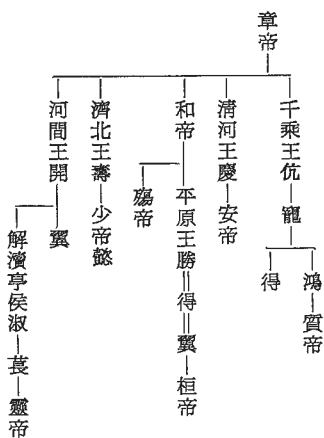 章帝
千乘王伉
寵
鴻
質帝
得
清河王慶
安帝
和帝
平原王勝
得
翼
桓帝
殤帝
濟北王壽
少帝懿
河間王開
翼
解瀆亭侯淑
萇
靈帝